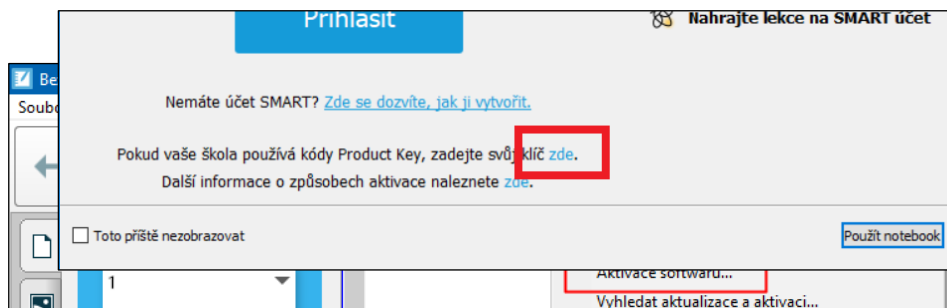 Přihlásit
Nahrajte lekce na SMART účet
Be
Soubo
Nemáte účet SMART? Zde se dozvíte, jak ji vytvořit.
Pokud vaše škola používá kódy Product Key, zadejte svůj klíč zde.
Další informace o způsobech aktivace naleznete zde.
Toto příště nezobrazovat
Použít notebook
1
Aktivace softwaru...
Vyhledat aktualizace a aktivaci...